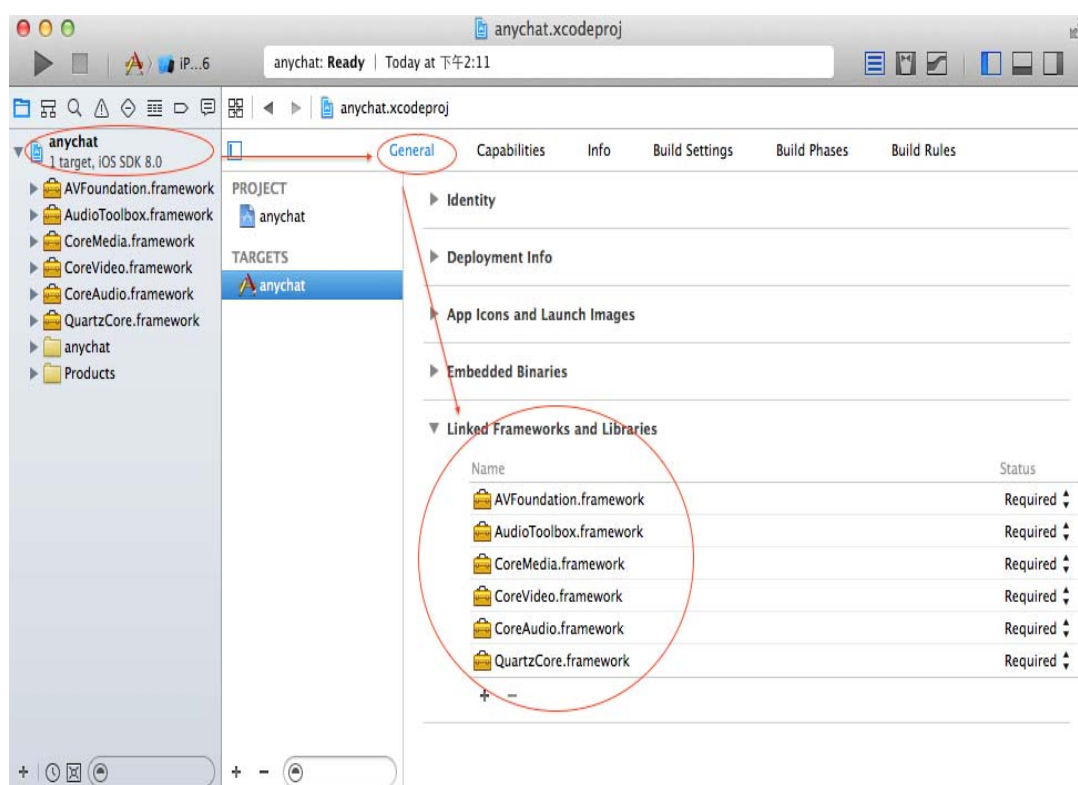 anychat.xcodeproj
iP...6
anychat: Ready | Today at 下午2:11
anychat.xcodeproj
anychat
1 target, iOS SDK 8.0
AVFoundation.framework
AudioToolbox.framework
CoreMedia.framework
CoreVideo.framework
CoreAudio.framework
QuartzCore.framework
anychat
Products
PROJECT
anychat
TARGETS
anychat
General Capabilities Info Build Settings Build Phases Build Rules
Identity
Deployment Info
App Icons and Launch Images
Embedded Binaries
Linked Frameworks and Libraries
Name Status
AVFoundation.framework Required
AudioToolbox.framework Required
CoreMedia.framework Required
CoreVideo.framework Required
CoreAudio.framework Required
QuartzCore.framework Required